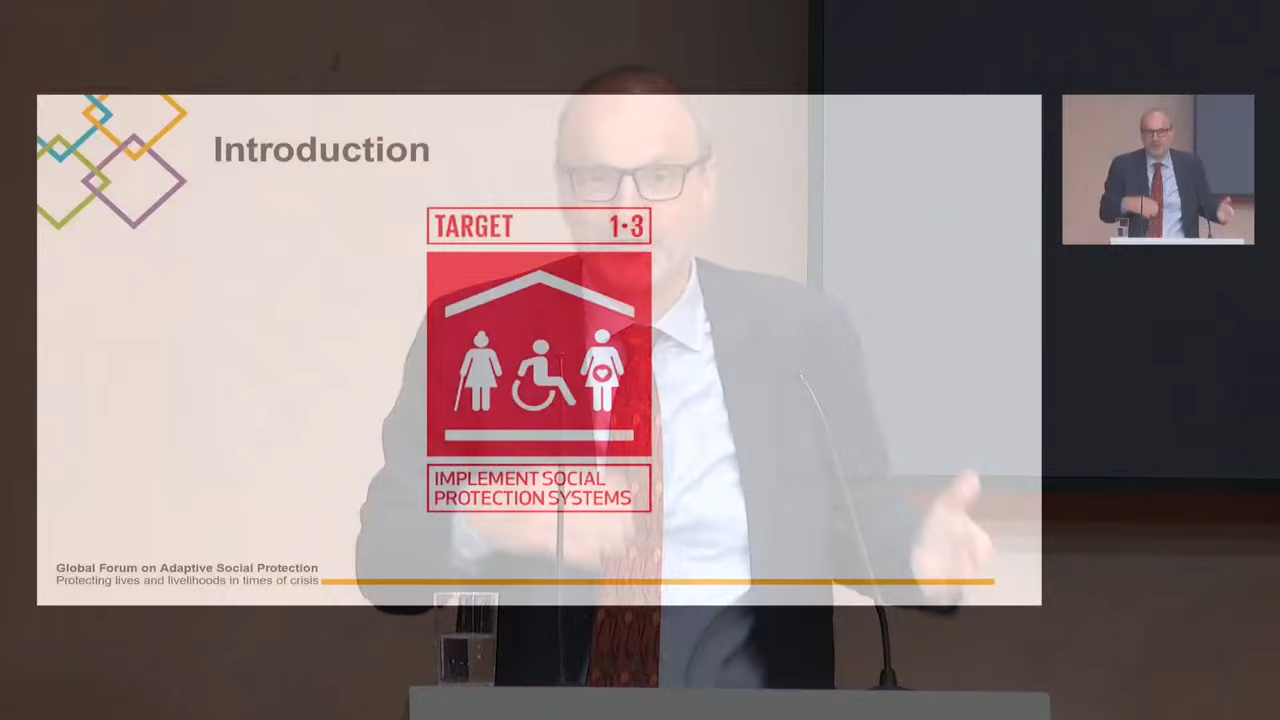 Introduction
TARGET 1•3
IMPLEMENT SOCIAL
PROTECTION SYSTEMS
Global Forum on Adaptive Social Protection
Protecting lives and livelihoods in times of crisis